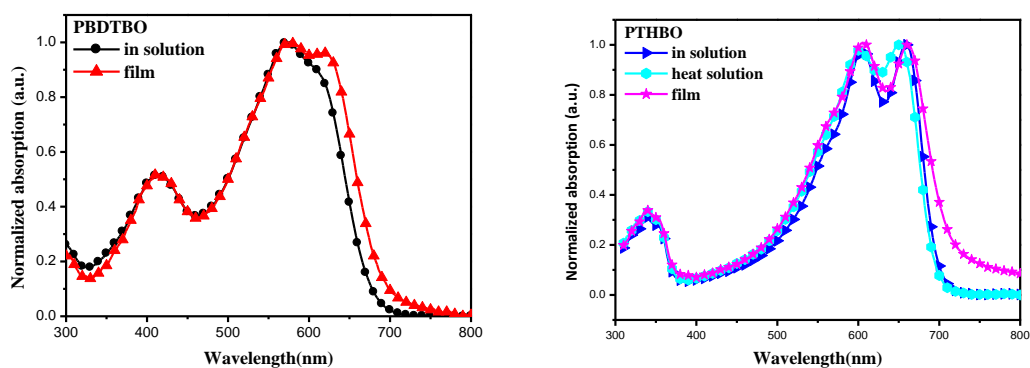 PBDTBO
in solution
film
Normalized absorption (a.u.)
1.0
0.8
0.6
0.4
0.2
0.0
300 400 500 600 700 800
Wavelength(nm)
PTHBO
in solution
heat solution
film
Normalized absorption (a.u.)
1.0
0.8
0.6
0.4
0.2
0.0
300 400 500 600 700 800
Wavelength(nm)